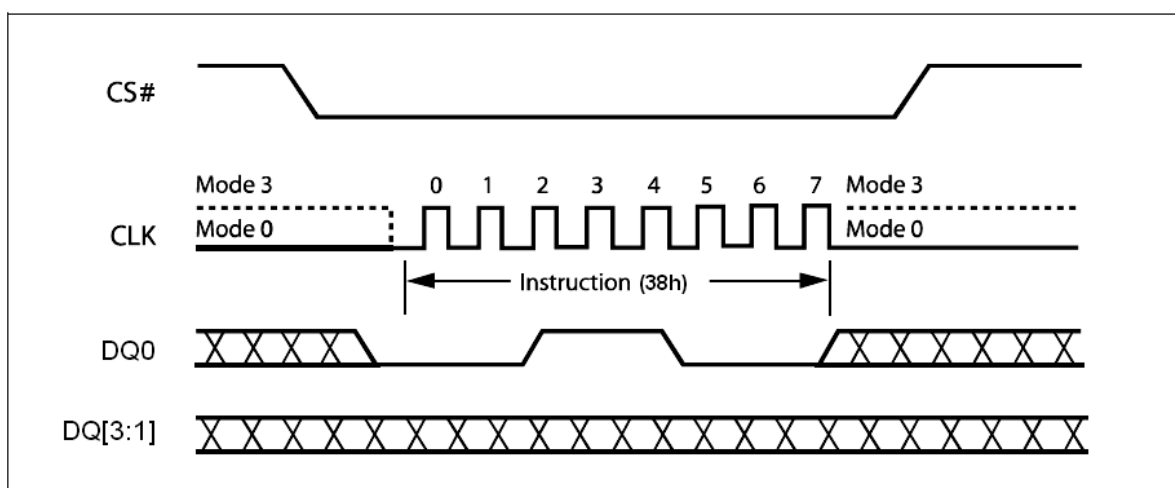 CS#
Mode 3 0 1 2 3 4 5 6 7 Mode 3
CLK Mode 0 Mode 0
Instruction (38h)
DQ0
DQ[3:1]